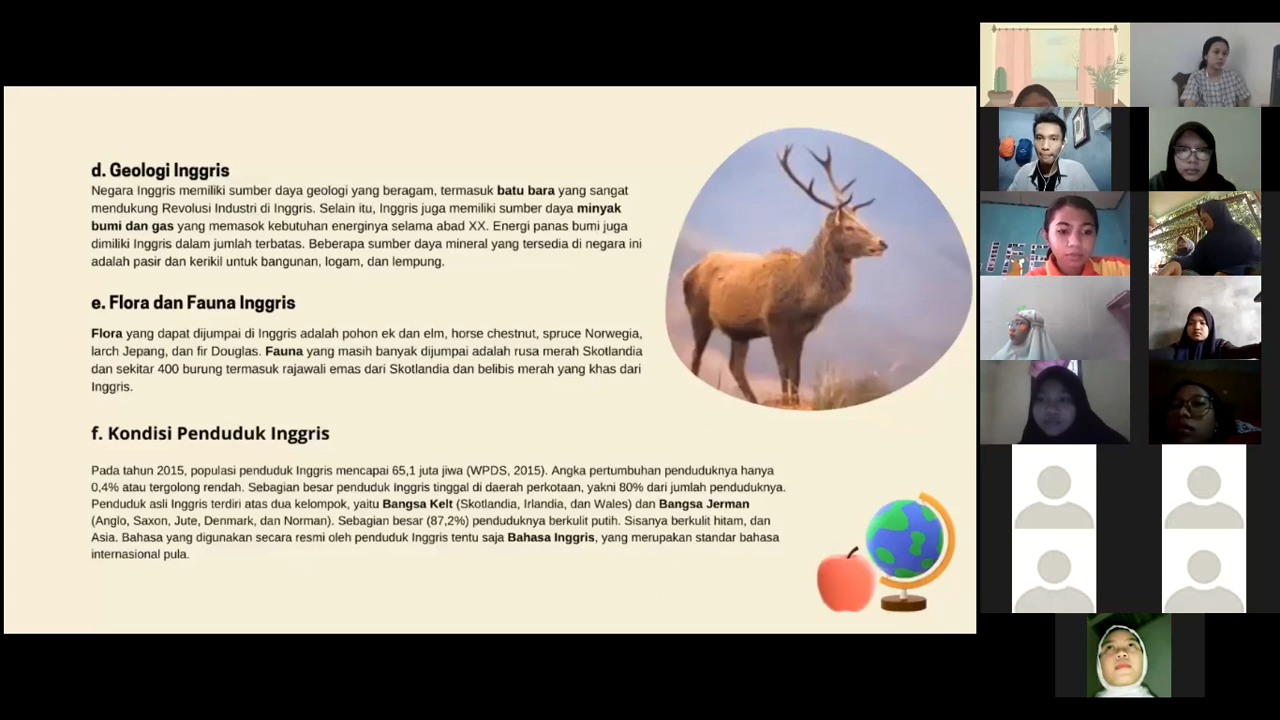 d. Geologi Inggris
Negara Inggris memiliki sumber daya geologi yang beragam, termasuk batu bara yang sangat
mendukung Revolusi Industri di Inggris. Selain itu, Inggris juga memiliki sumber daya minyak
bumi dan gas yang memasok kebutuhan energinya selama abad XX. Energi panas bumi juga
dimiliki Inggris dalam jumlah terbatas. Beberapa sumber daya mineral yang tersedia di negara ini
adalah pasir dan kerikil untuk bangunan, logam, dan lempung.
e. Flora dan Fauna Inggris
Flora yang dapat dijumpai di Inggris adalah pohon ek dan elm, horse chestnut, spruce Norwegia,
larch Jepang, dan fir Douglas. Fauna yang masih banyak dijumpai adalah rusa merah Skotlandia
dan sekitar 400 burung termasuk rajawali emas dari Skotlandia dan belibis merah yang khas dari
Inggris.
f. Kondisi Penduduk Inggris
Pada tahun 2015, populasi penduduk Inggris mencapai 65,1 juta jiwa (WPDS, 2015). Angka pertumbuhan penduduknya hanya
0,4% atau tergolong rendah. Sebagian besar penduduk Inggris tinggal di daerah perkotaan, yakni 80% dari jumlah penduduknya.
Penduduk asli Inggris terdiri atas dua kelompok, yaitu Bangsa Kelt (Skotlandia, Irlandia, dan Wales) dan Bangsa Jerman
(Anglo, Saxon, Jute, Denmark, dan Norman). Sebagian besar (87,2%) penduduknya berkulit putih. Sisanya berkulit hitam, dan
Asia. Bahasa yang digunakan secara resmi oleh penduduk Inggris tentu saja Bahasa Inggris, yang merupakan standar bahasa
internasional pula.